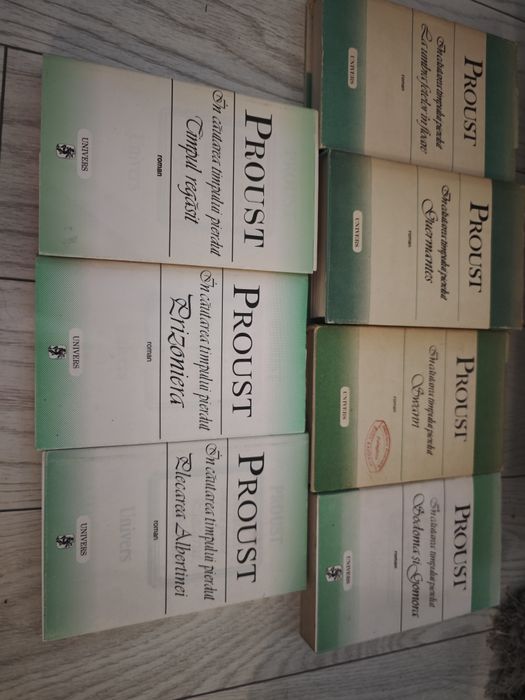 PROUST
În căutarea timpului pierdut
Timpul regăsit
roman
UNIVERS
PROUST
În căutarea timpului pierdut
Prizoniera
roman
UNIVERS
PROUST
În căutarea timpului pierdut
Plecarea Albertinei
roman
UNIVERS
PROUST
În căutarea timpului pierdut
La umbra fetelor în floare
roman
UNIVERS
PROUST
În căutarea timpului pierdut
Guermantes
roman
UNIVERS
PROUST
În căutarea timpului pierdut
Swann
roman
UNIVERS
PROUST
În căutarea timpului pierdut
Sodoma și Gomora
roman
UNIVERS